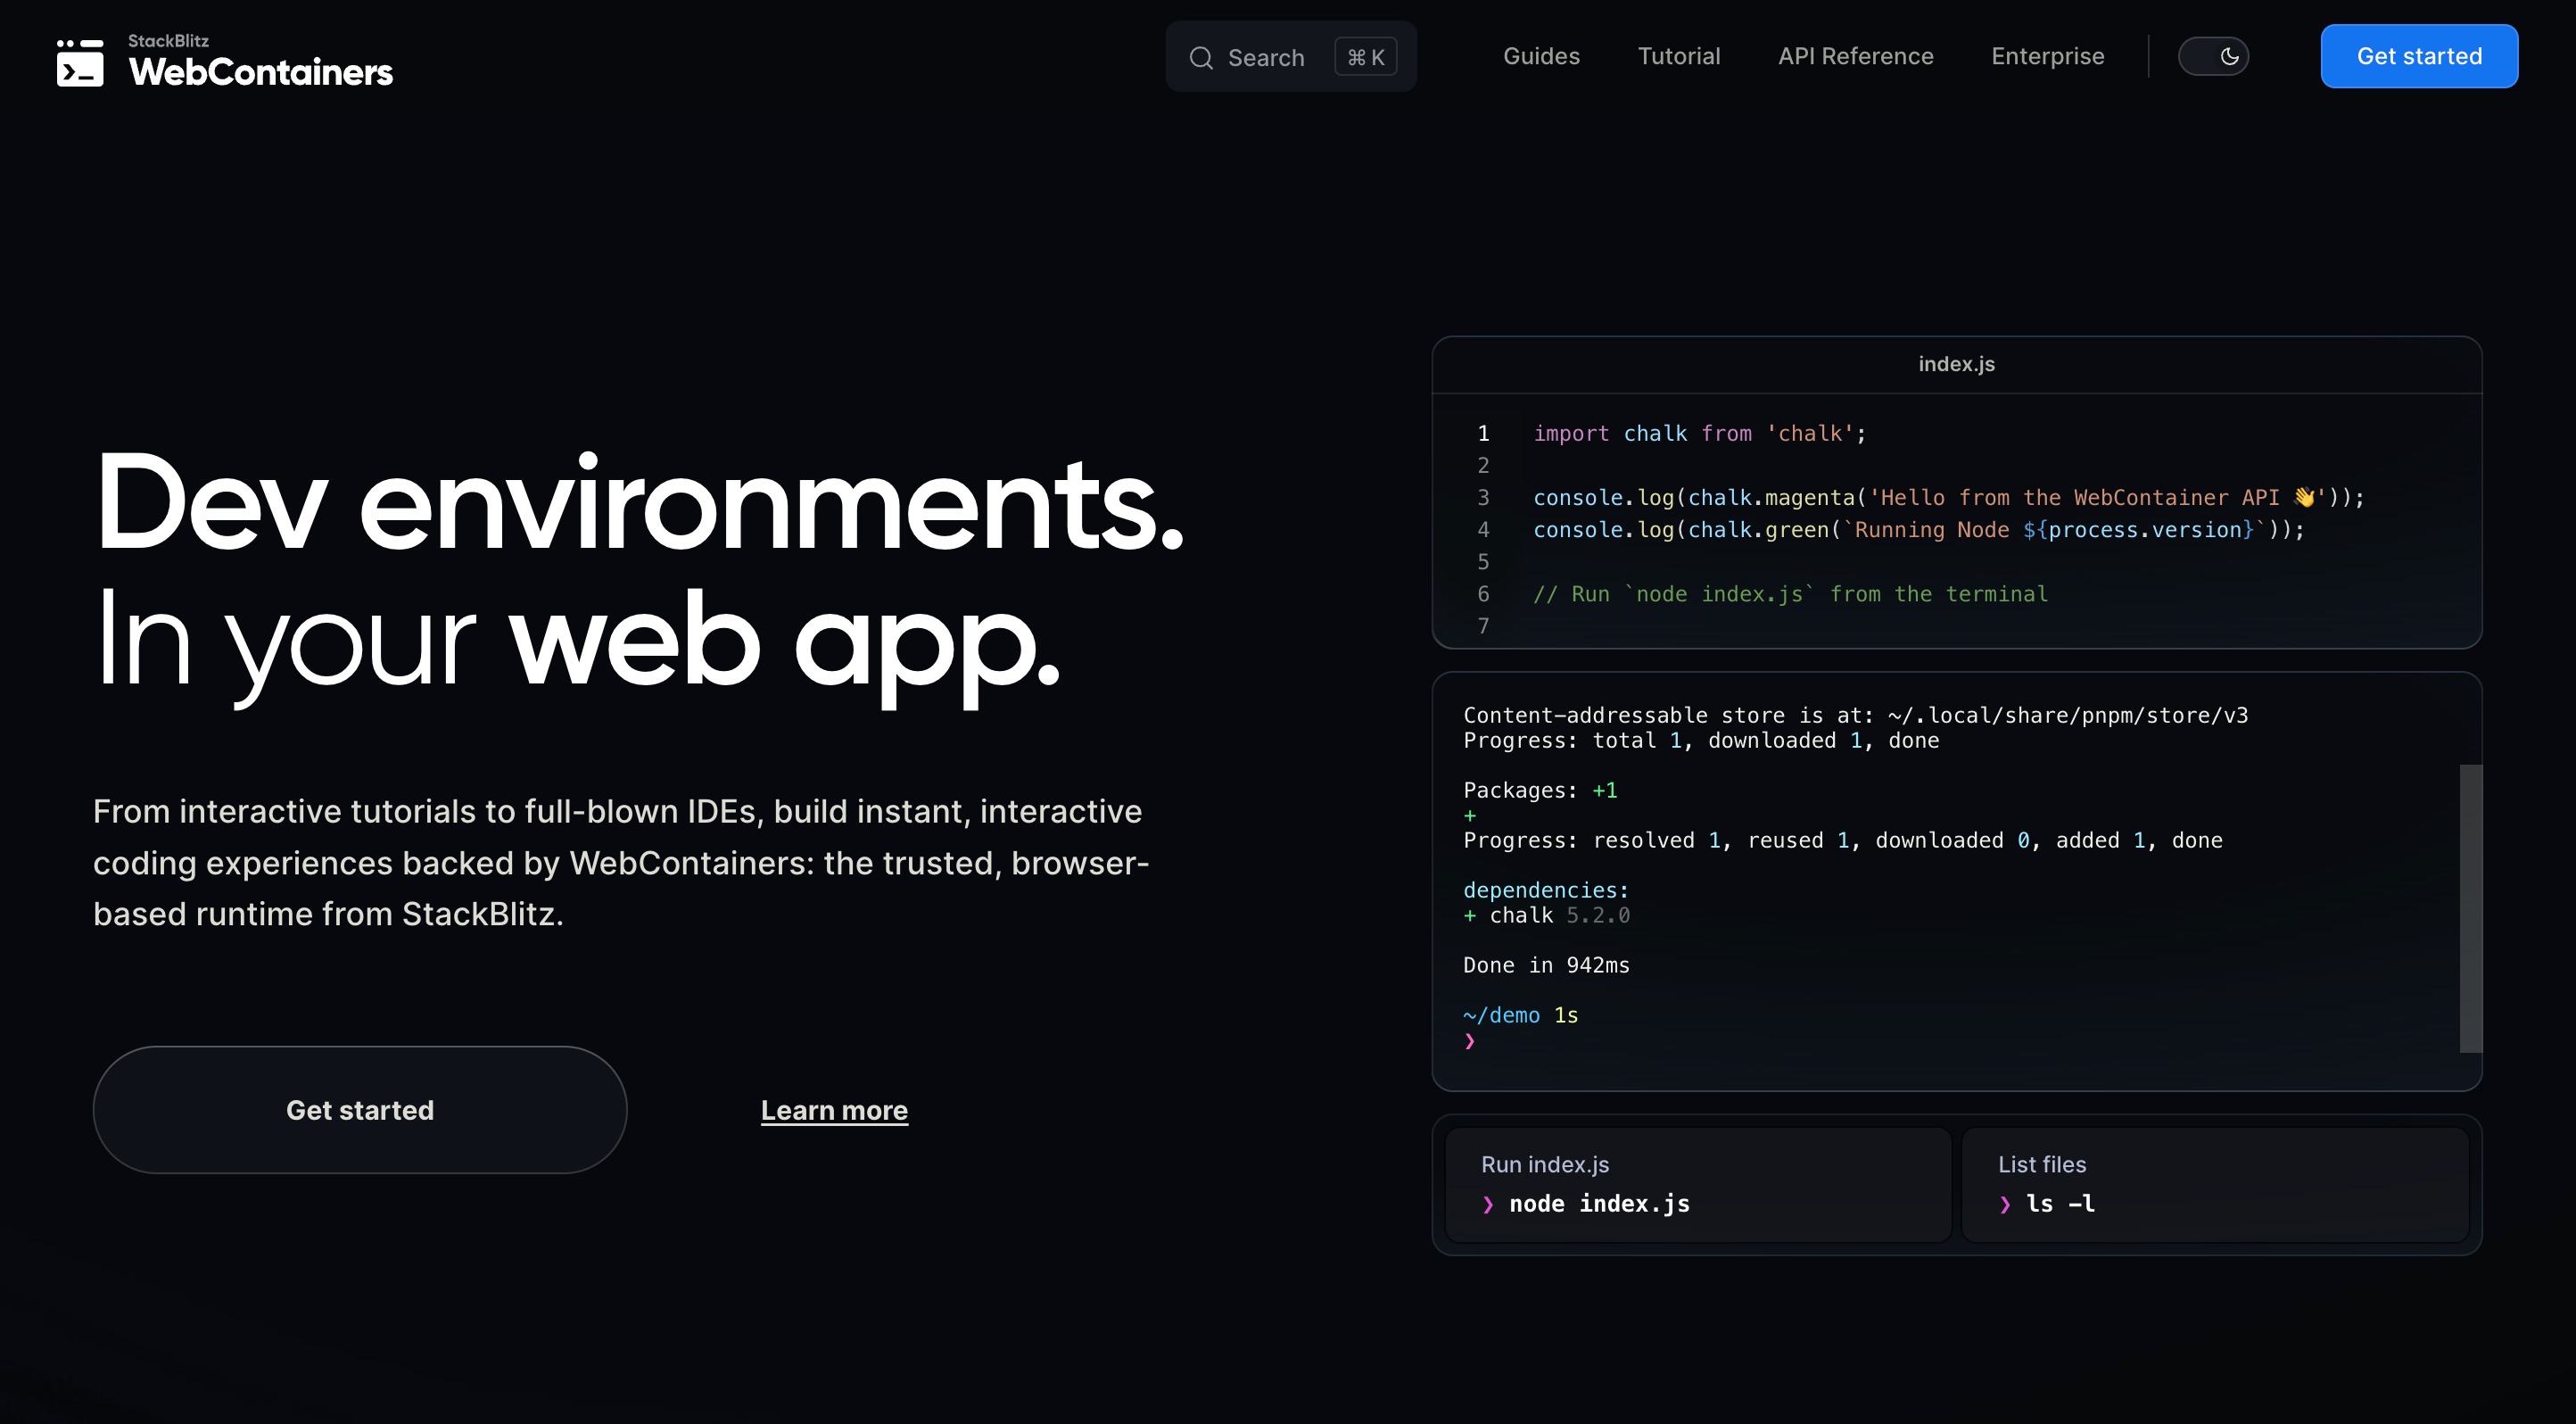 StackBlitz
WebContainers
Search
⌘ K
Guides
Tutorial
API Reference
Enterprise
Get started
Dev environments.
In your web app.
From interactive tutorials to full-blown IDEs, build instant, interactive
coding experiences backed by WebContainers: the trusted, browser-
based runtime from StackBlitz.
Get started
Learn more
index.js
1 import chalk from 'chalk';
2
3 console.log(chalk.magenta('Hello from the WebContainer API 👋'));
4 console.log(chalk.green(`Running Node ${process.version}`));
5
6 // Run `node index.js` from the terminal
7
Content-addressable store is at: ~/.local/share/pnpm/store/v3
Progress: total 1, downloaded 1, done
Packages: +1
+
Progress: resolved 1, reused 1, downloaded 0, added 1, done
dependencies:
+ chalk 5.2.0
Done in 942ms
~/demo 1s
❯
Run index.js
❯ node index.js
List files
❯ ls -l